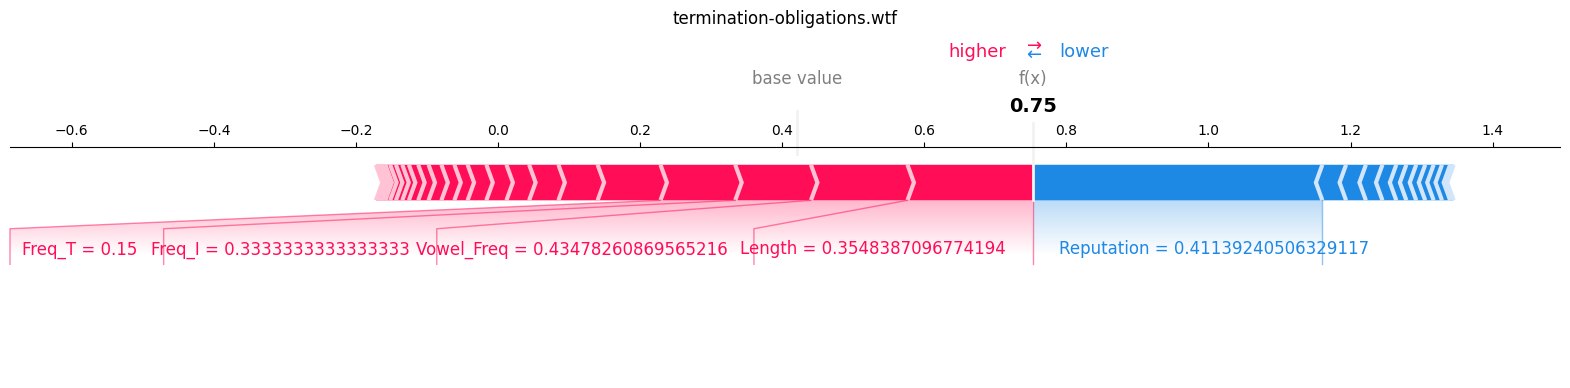 termination-obligations.wtf
higher ⇄ lower
base value f(x)
0.75
−0.6 −0.4 −0.2 0.0 0.2 0.4 0.6 0.8 1.0 1.2 1.4
Freq_T = 0.15 Freq_I = 0.3333333333333333 Vowel_Freq = 0.43478260869565216 Length = 0.3548387096774194 Reputation = 0.41139240506329117